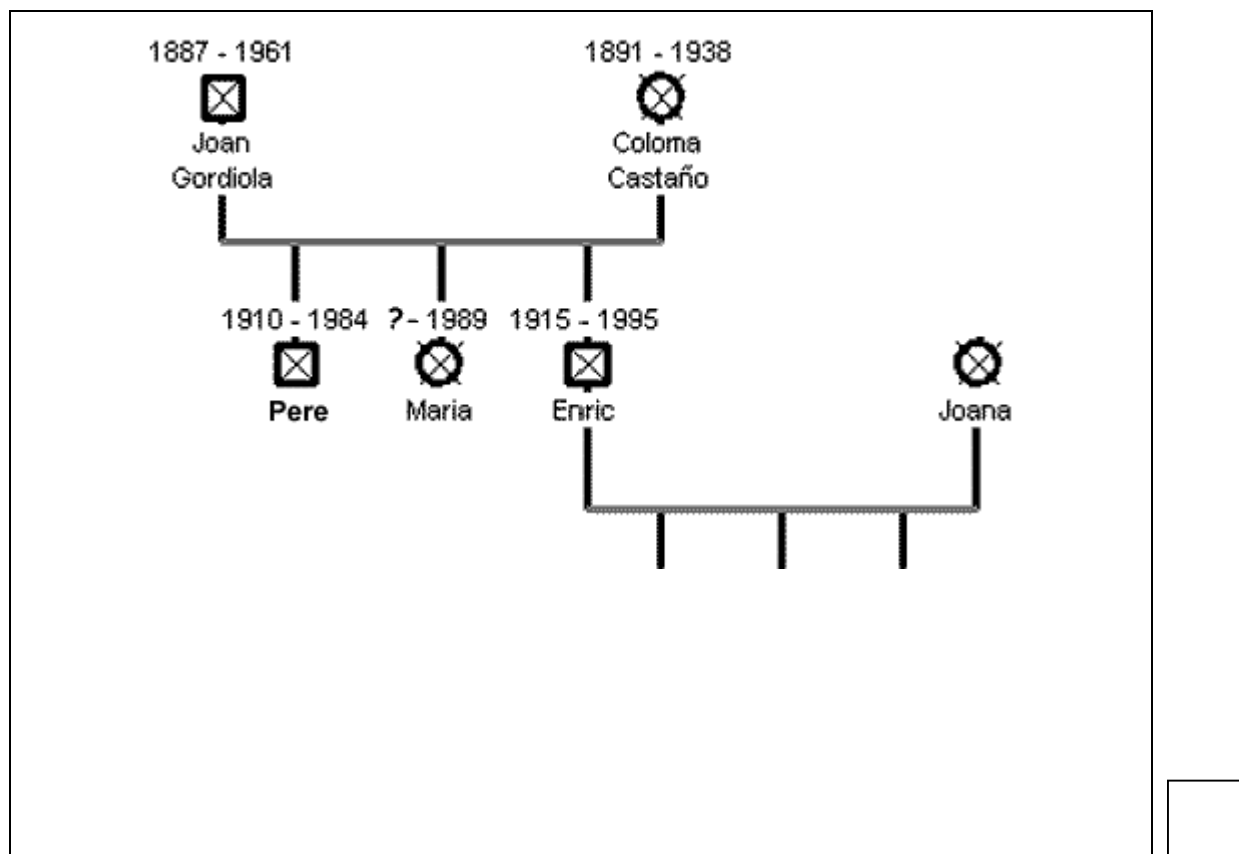 1887 - 1961
1891 - 1938
Joan
Gordiola
Coloma
Castaño
1910 - 1984
? - 1989
1915 - 1995
Pere
Maria
Enric
Joana